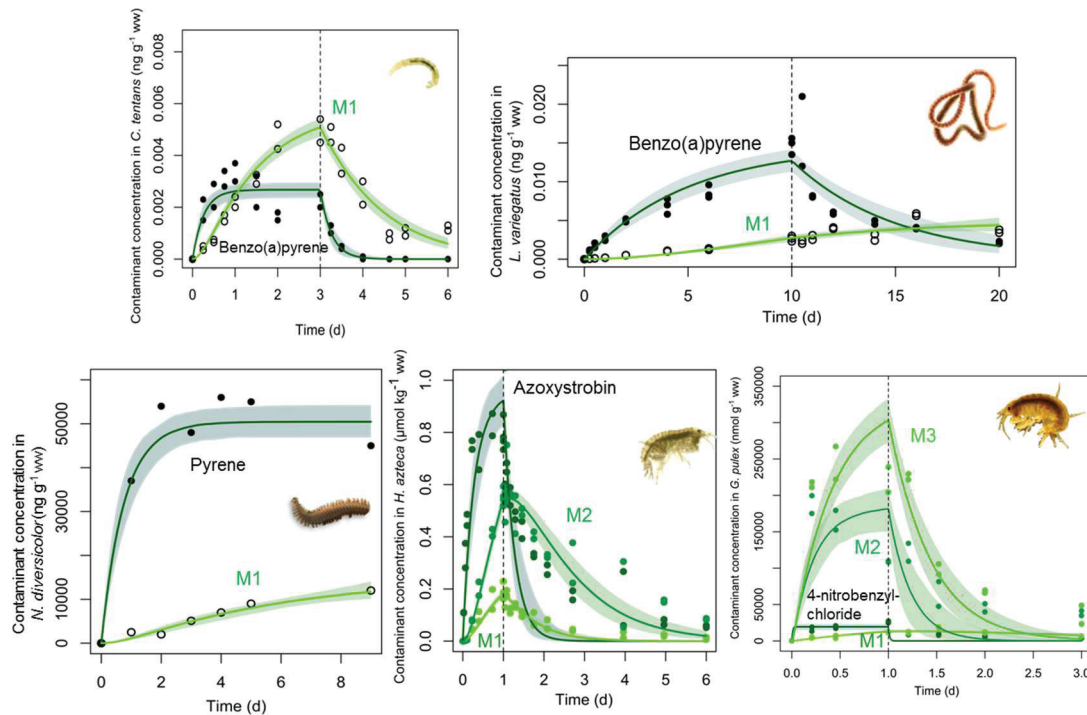 Contaminant concentration in C. tentans (ng g⁻¹ ww)
0.008
0.006
0.004
0.002
0.000
M1
Benzo(a)pyrene
0 1 2 3 4 5 6
Time (d)
Contaminant concentration in
L. variegatus (ng g⁻¹ ww)
0.020
0.010
0.000
Benzo(a)pyrene
M1
0 5 10 15 20
Time (d)
Contaminant concentration in
N. diversicolor(ng g⁻¹ ww)
50000
30000
10000
0
Pyrene
M1
0 2 4 6 8
Time (d)
Contaminant concentration in H. azteca (µmol kg⁻¹ ww)
1.0
0.8
0.6
0.4
0.2
0.0
Azoxystrobin
M2
M1
0 1 2 3 4 5 6
Time (d)
Contaminant concentration in G. pulex (nmol g⁻¹ ww)
350000
250000
150000
50000
0
M3
M2
4-nitrobenzyl-
chloride
M1
0.0 0.5 1.0 1.5 2.0 2.5 3.0
Time (d)